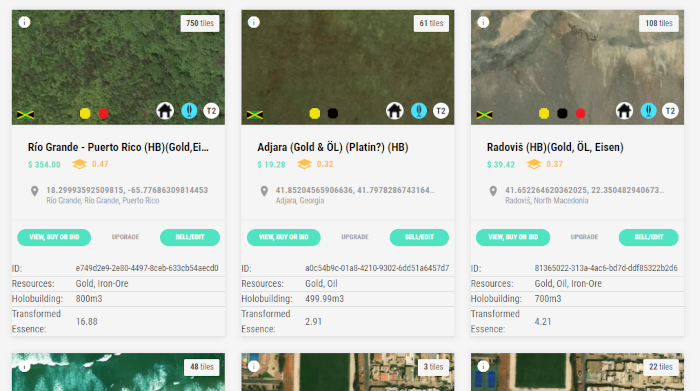 i
750 tiles
T2
Río Grande - Puerto Rico (HB)(Gold,Ei...
$ 354.00 0.47
18.29993592509815, -65.77686309814453
Río Grande, Río Grande, Puerto Rico
VIEW, BUY OR BID UPGRADE SELL/EDIT
ID: e749d2e9-2e80-4497-8ceb-633cb54aecd0
Resources: Gold, Iron-Ore
Holobuilding: 800m3
Transformed
Essence: 16.88
i
61 tiles
T2
Adjara (Gold & ÖL) (Platin?) (HB)
$ 19.28 0.32
41.85204565906636, 41.7978286743164...
Adjara, Georgia
VIEW, BUY OR BID UPGRADE SELL/EDIT
ID: a0c54b9c-01a8-4210-9302-6dd51a6457d7
Resources: Gold, Oil
Holobuilding: 499.99m3
Transformed
Essence: 2.91
i
108 tiles
T2
Radoviš (HB)(Gold, ÖL, Eisen)
$ 39.42 0.37
41.652264620362025, 22.350482940673...
Radoviš, North Macedonia
VIEW, BUY OR BID UPGRADE SELL/EDIT
ID: 81365022-313a-4ac6-bd7d-ddf85322b2d6
Resources: Gold, Oil, Iron-Ore
Holobuilding: 700m3
Transformed
Essence: 4.21
i
48 tiles
i
3 tiles
i
22 tiles